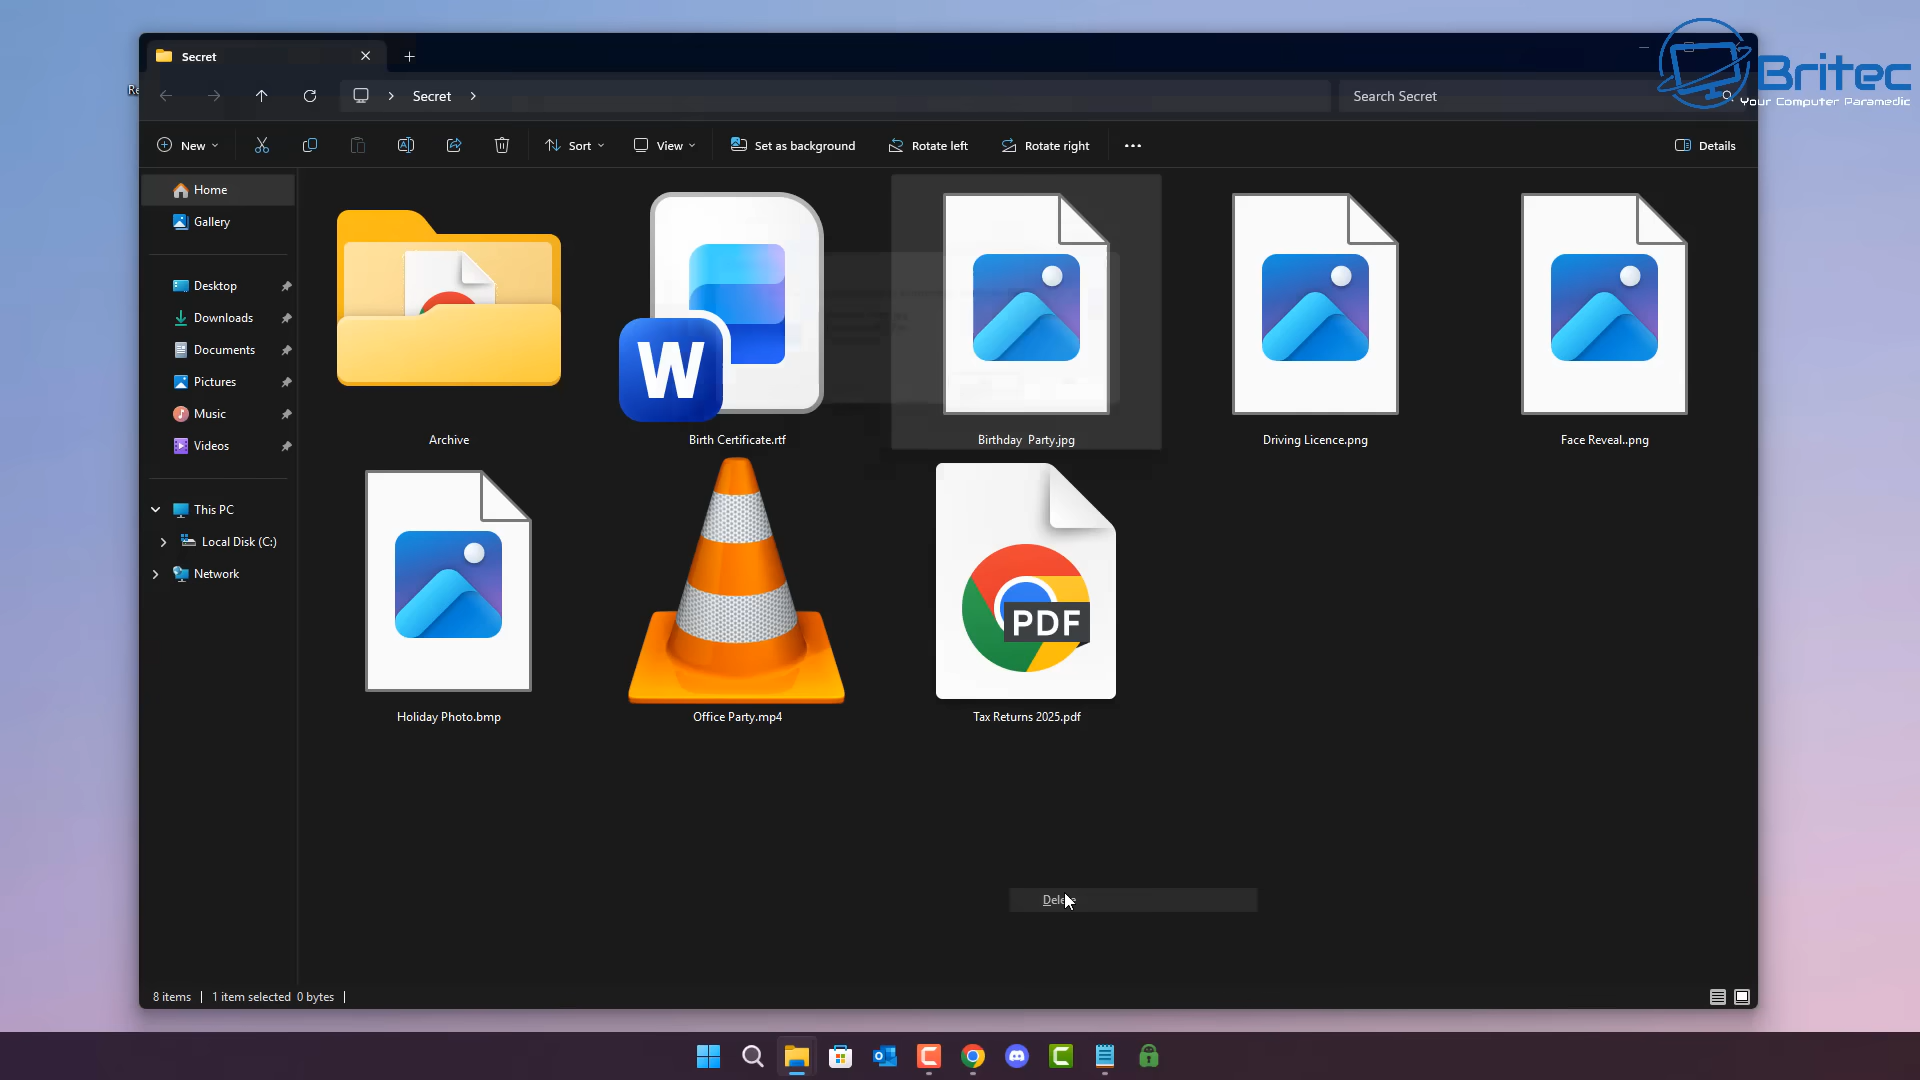 Secret
Britec
Your Computer Paramedic
Re
Secret
Search Secret
New
Sort
View
Set as background
Rotate left
Rotate right
Details
Home
Gallery
Desktop
Downloads
Documents
Pictures
Music
Videos
This PC
Local Disk (C:)
Network
W
Archive
Birth Certificate.rtf
Birthday  Party.jpg
Driving Licence.png
Face Reveal..png
PDF
Holiday Photo.bmp
Office Party.mp4
Tax Returns 2025.pdf
Delete
8 items
1 item selected
0 bytes